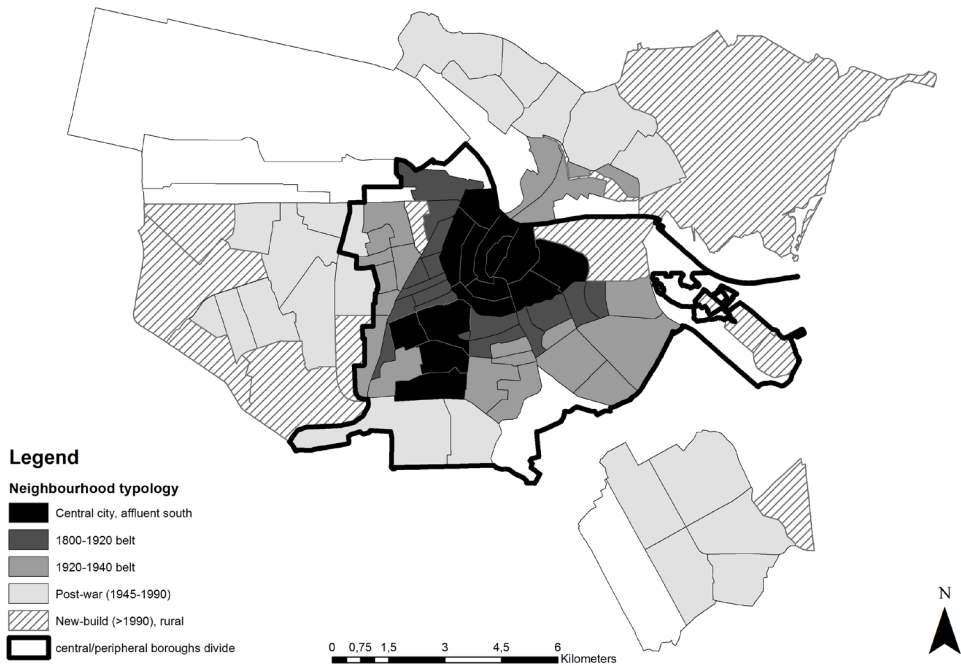 Legend
Neighbourhood typology
Central city, affluent south
1800-1920 belt
1920-1940 belt
Post-war (1945-1990)
New-build (>1990), rural
central/peripheral boroughs divide
0 0,75 1,5 3 4,5 6
Kilometers
N